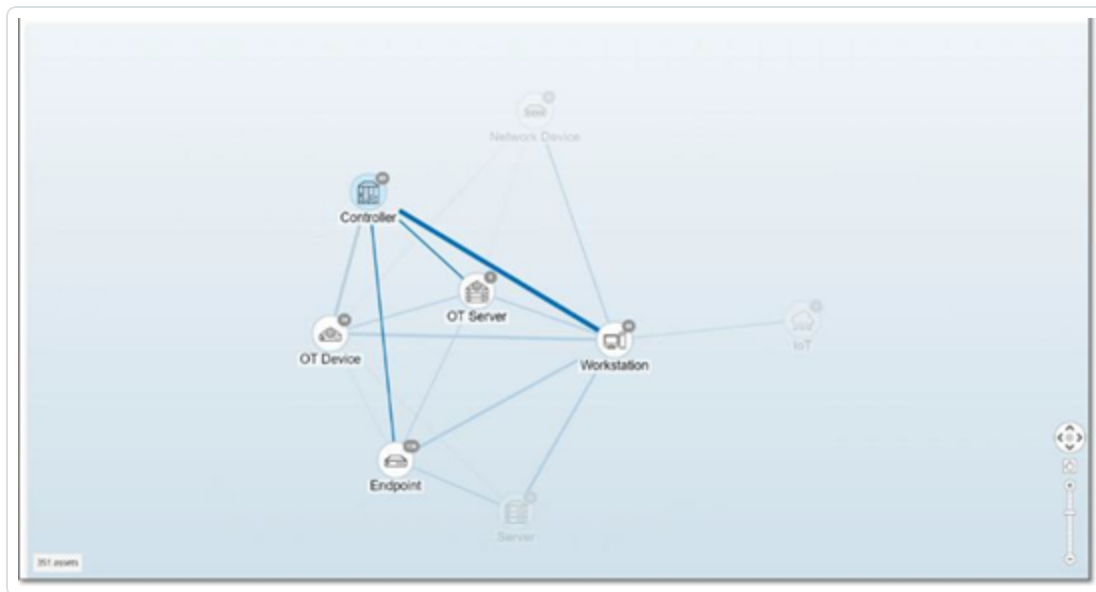 Network Device
Controller
OT Server
OT Device
Workstation
IoT
Endpoint
Server
351 assets